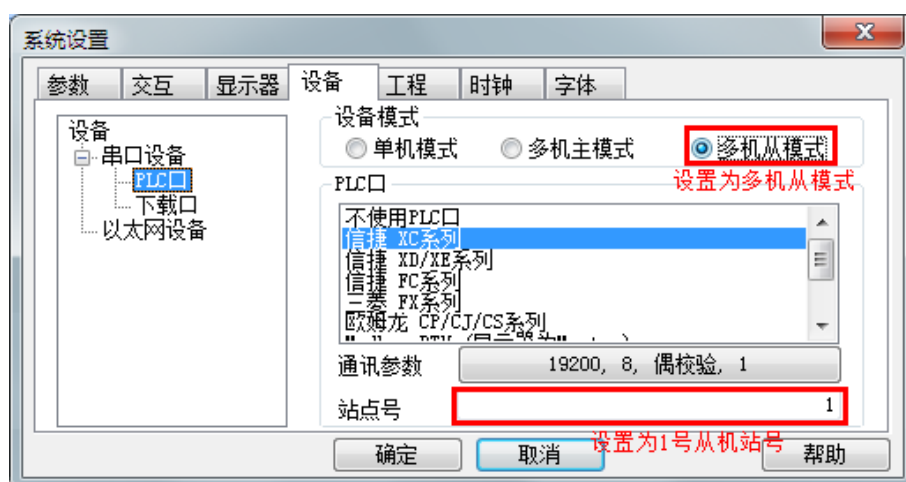 系统设置
参数 交互 显示器 设备 工程 时钟 字体
设备
串口设备
PLC口
下载口
以太网设备
设备模式
单机模式 多机主模式 多机从模式
设置为多机从模式
PLC口
不使用PLC口
信捷 XC系列
信捷 XD/XE系列
信捷 FC系列
三菱 FX系列
欧姆龙 CP/CJ/CS系列
通讯参数 19200, 8, 偶校验, 1
站点号 1
设置为1号从机站号
确定 取消 帮助